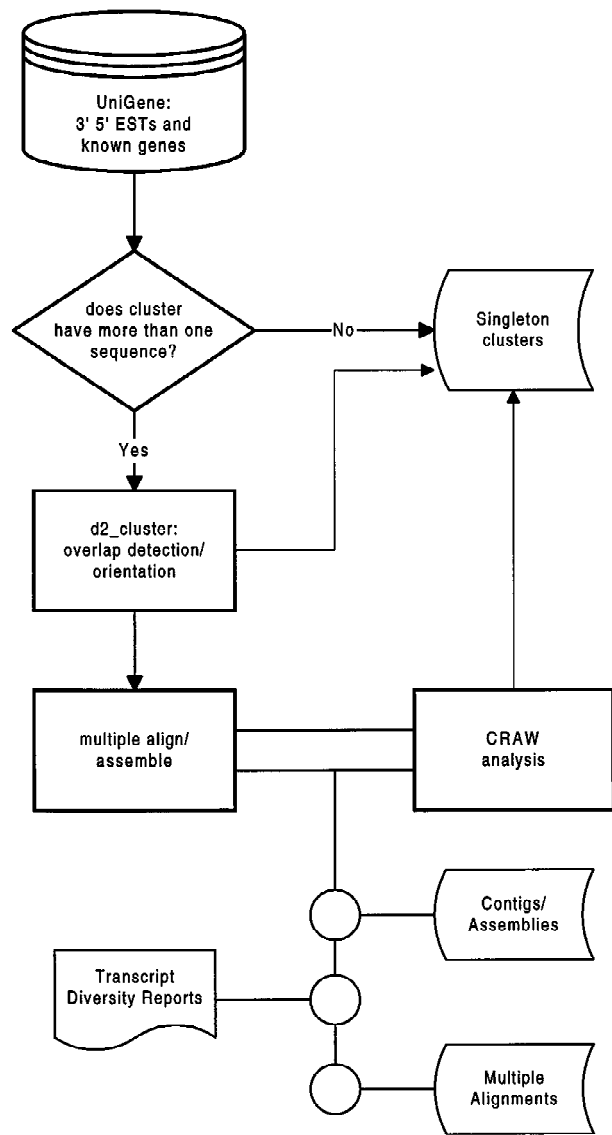 UniGene:
3' 5' ESTs and
known genes
does cluster
have more than one
sequence?
No
Singleton
clusters
Yes
d2_cluster:
overlap detection/
orientation
multiple align/
assemble
CRAW
analysis
Contigs/
Assemblies
Transcript
Diversity Reports
Multiple
Alignments